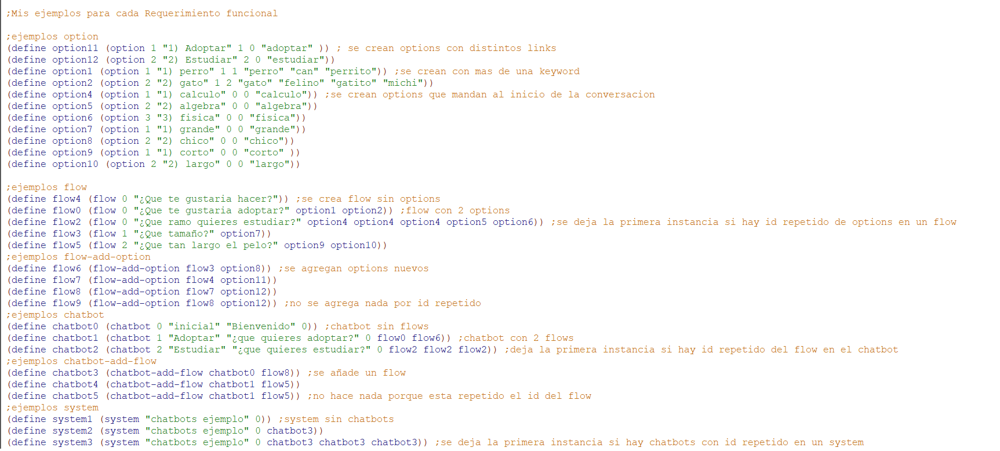 ;Mis ejemplos para cada Requerimiento funcional
;ejemplos option
(define option11 (option 1 "1) Adoptar" 1 0 "adoptar" )) ; se crean options con distintos links
(define option12 (option 2 "2) Estudiar" 2 0 "estudiar"))
(define option1 (option 1 "1) perro" 1 1 "perro" "can" "perrito")) ;se crean con mas de una keyword
(define option2 (option 2 "2) gato" 1 2 "gato" "felino" "gatito" "michi"))
(define option4 (option 1 "1) calculo" 0 0 "calculo")) ;se crean options que mandan al inicio de la conversacion
(define option5 (option 2 "2) algebra" 0 0 "algebra"))
(define option6 (option 3 "3) fisica" 0 0 "fisica"))
(define option7 (option 1 "1) grande" 0 0 "grande"))
(define option8 (option 2 "2) chico" 0 0 "chico"))
(define option9 (option 1 "1) corto" 0 0 "corto" ))
(define option10 (option 2 "2) largo" 0 0 "largo"))
;ejemplos flow
(define flow4 (flow 0 "¿Que te gustaria hacer?")) ;se crea flow sin options
(define flow0 (flow 0 "¿Que te gustaria adoptar?" option1 option2)) ;flow con 2 options
(define flow2 (flow 0 "¿Que ramo quieres estudiar?" option4 option4 option4 option5 option6)) ;se deja la primera instancia si hay id repetido de options en un flow
(define flow3 (flow 1 "¿Que tamaño?" option7))
(define flow5 (flow 2 "¿Que tan largo el pelo?" option9 option10))
;ejemplos flow-add-option
(define flow6 (flow-add-option flow3 option8)) ;se agregan options nuevos
(define flow7 (flow-add-option flow4 option11))
(define flow8 (flow-add-option flow7 option12))
(define flow9 (flow-add-option flow8 option12)) ;no se agrega nada por id repetido
;ejemplos chatbot
(define chatbot0 (chatbot 0 "inicial" "Bienvenido" 0)) ;chatbot sin flows
(define chatbot1 (chatbot 1 "Adoptar" "¿que quieres adoptar?" 0 flow0 flow6)) ;chatbot con 2 flows
(define chatbot2 (chatbot 2 "Estudiar" "¿que quieres estudiar?" 0 flow2 flow2 flow2)) ;deja la primera instancia si hay id repetido del flow en el chatbot
;ejemplos chatbot-add-flow
(define chatbot3 (chatbot-add-flow chatbot0 flow8)) ;se añade un flow
(define chatbot4 (chatbot-add-flow chatbot1 flow5))
(define chatbot5 (chatbot-add-flow chatbot1 flow5)) ;no hace nada porque esta repetido el id del flow
;ejemplos system
(define system1 (system "chatbots ejemplo" 0)) ;system sin chatbots
(define system2 (system "chatbots ejemplo" 0 chatbot3))
(define system3 (system "chatbots ejemplo" 0 chatbot3 chatbot3 chatbot3)) ;se deja la primera instancia si hay chatbots con id repetido en un system